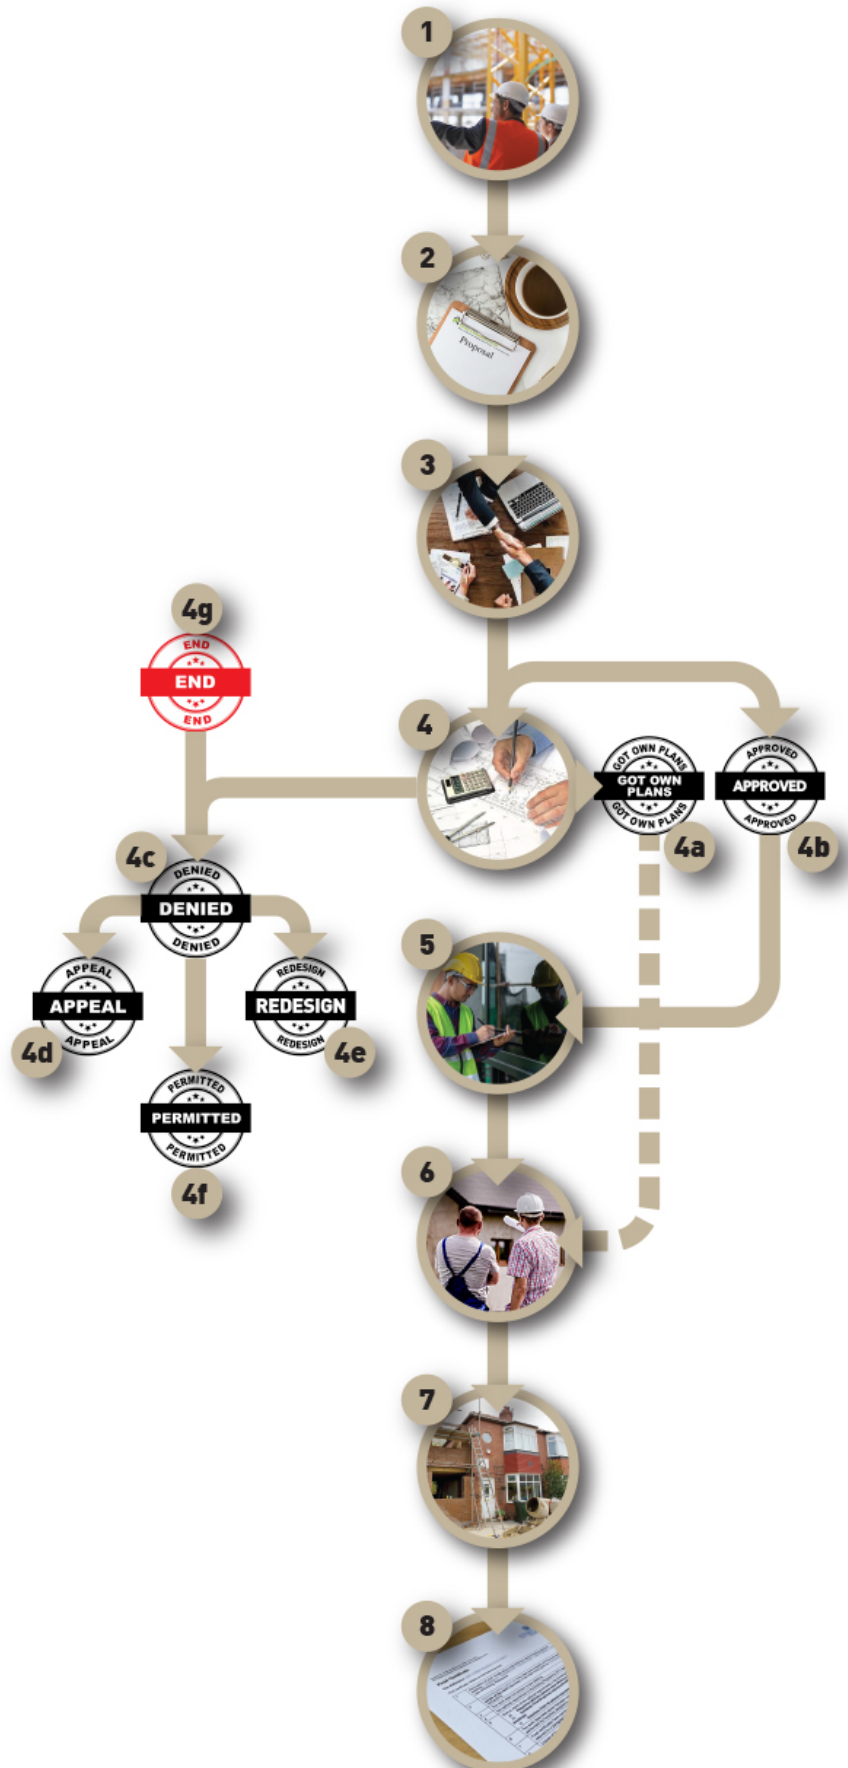 1
2
Proposal
3
4g
END
END
END
4
GOT OWN PLANS
GOT OWN
PLANS
GOT OWN PLANS
4a
APPROVED
APPROVED
APPROVED
4b
4c
DENIED
DENIED
DENIED
APPEAL
APPEAL
APPEAL
4d
REDESIGN
REDESIGN
REDESIGN
4e
PERMITTED
PERMITTED
PERMITTED
4f
5
6
7
8